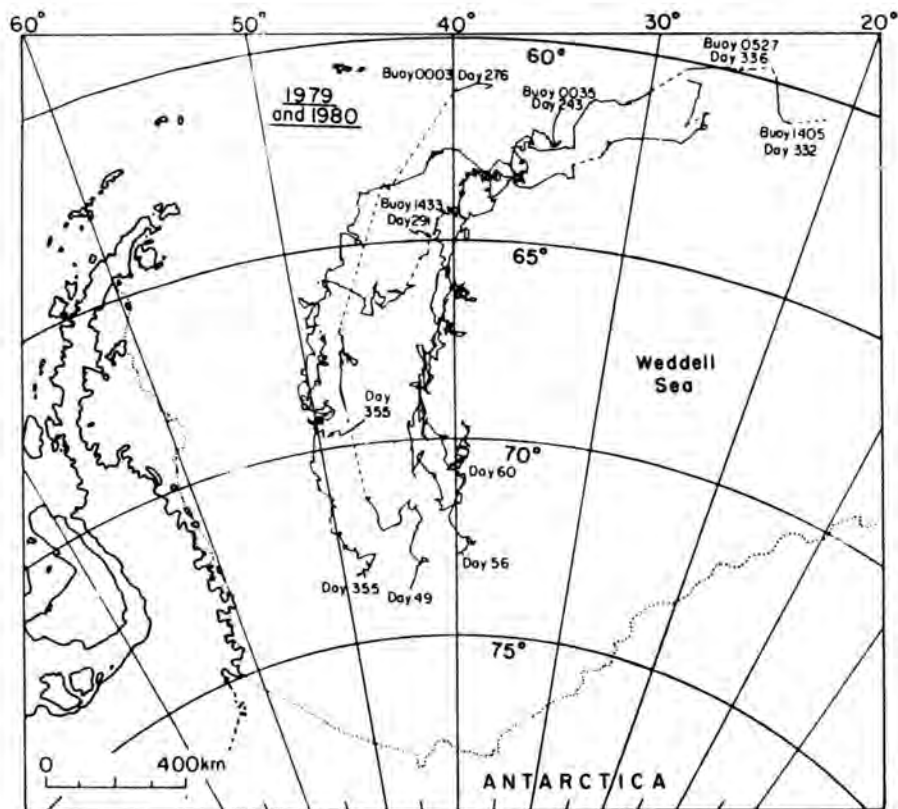 60° 50° 40° 30° 20°
60°
Buoy 0527
Day 336
Buoy 0003 Day 276
1979
and 1980
Buoy 0035
Day 243
Buoy 1405
Day 332
Buoy 1433
Day 291
65°
Weddell
Sea
Day
355
70°
Day 60
Day 56
Day 355
Day 49
75°
0 400km
ANTARCTICA